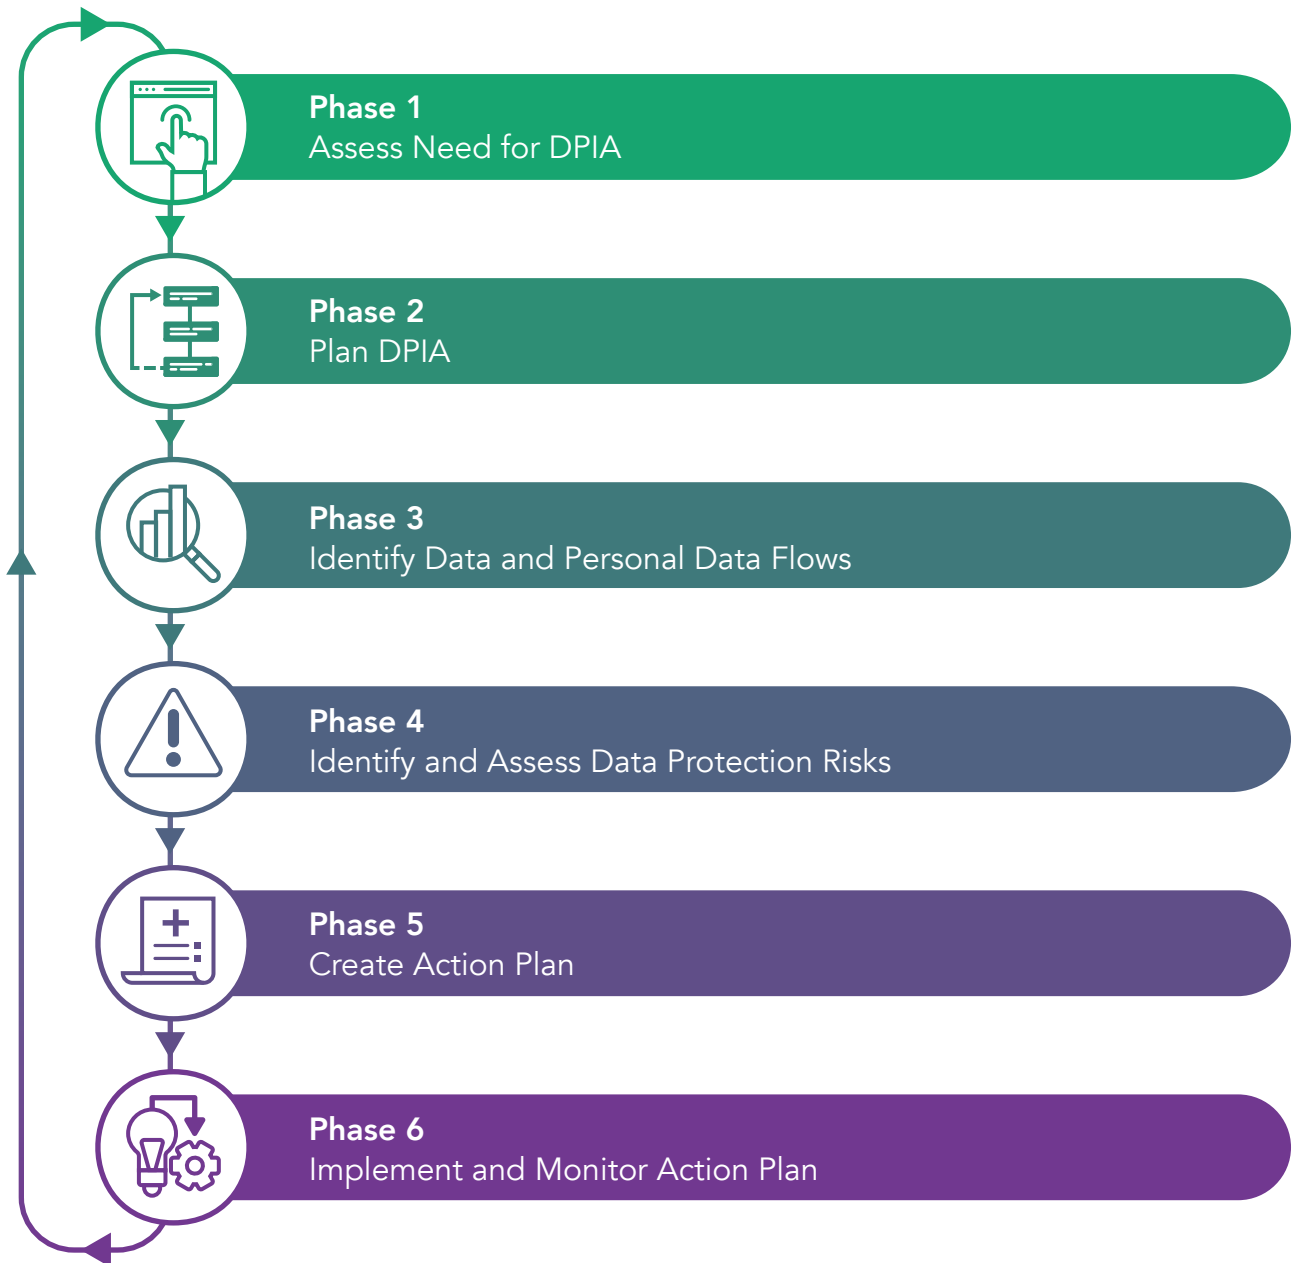 Phase 1
Assess Need for DPIA
Phase 2
Plan DPIA
Phase 3
Identify Data and Personal Data Flows
Phase 4
Identify and Assess Data Protection Risks
Phase 5
Create Action Plan
Phase 6
Implement and Monitor Action Plan